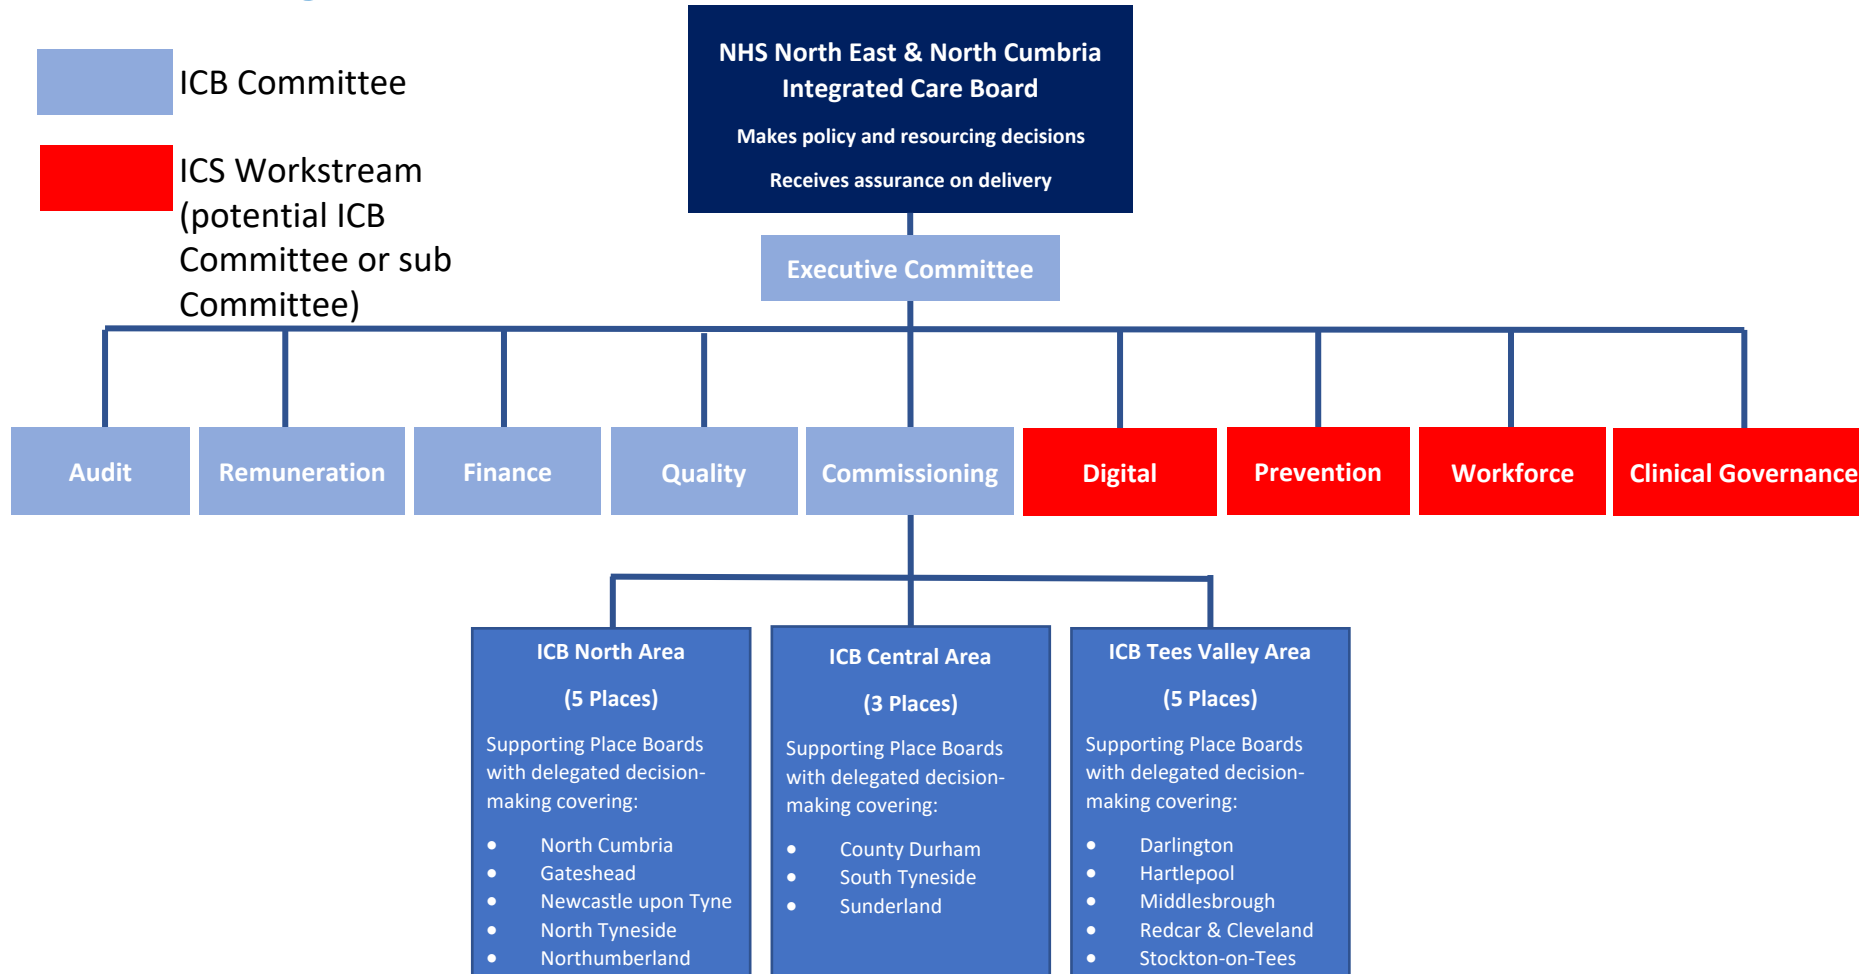 ICB Committee
ICS Workstream
(potential ICB
Committee or sub
Committee)
NHS North East & North Cumbria
Integrated Care Board
Makes policy and resourcing decisions
Receives assurance on delivery
Executive Committee
Audit
Remuneration
Finance
Quality
Commissioning
Digital
Prevention
Workforce
Clinical Governance
ICB North Area
(5 Places)
Supporting Place Boards
with delegated decision-
making covering:
• North Cumbria
• Gateshead
• Newcastle upon Tyne
• North Tyneside
• Northumberland
ICB Central Area
(3 Places)
Supporting Place Boards
with delegated decision-
making covering:
• County Durham
• South Tyneside
• Sunderland
ICB Tees Valley Area
(5 Places)
Supporting Place Boards
with delegated decision-
making covering:
• Darlington
• Hartlepool
• Middlesbrough
• Redcar & Cleveland
• Stockton-on-Tees